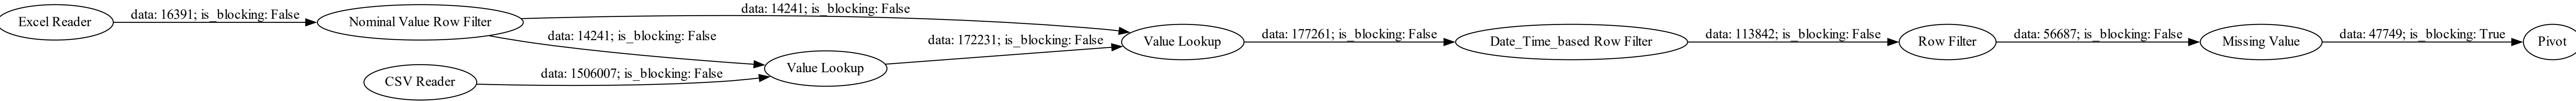 Excel Reader
data: 16391; is_blocking: False
Nominal Value Row Filter
data: 14241; is_blocking: False
data: 14241; is_blocking: False
CSV Reader
data: 1506007; is_blocking: False
Value Lookup
data: 172231; is_blocking: False
Value Lookup
data: 177261; is_blocking: False
Date_Time_based Row Filter
data: 113842; is_blocking: False
Row Filter
data: 56687; is_blocking: False
Missing Value
data: 47749; is_blocking: True
Pivot